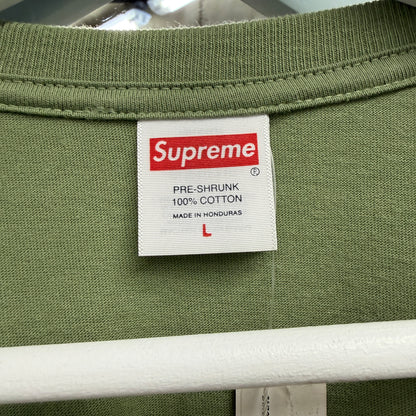 Supreme
®
PRE-SHRUNK
100% COTTON
MADE IN HONDURAS
L